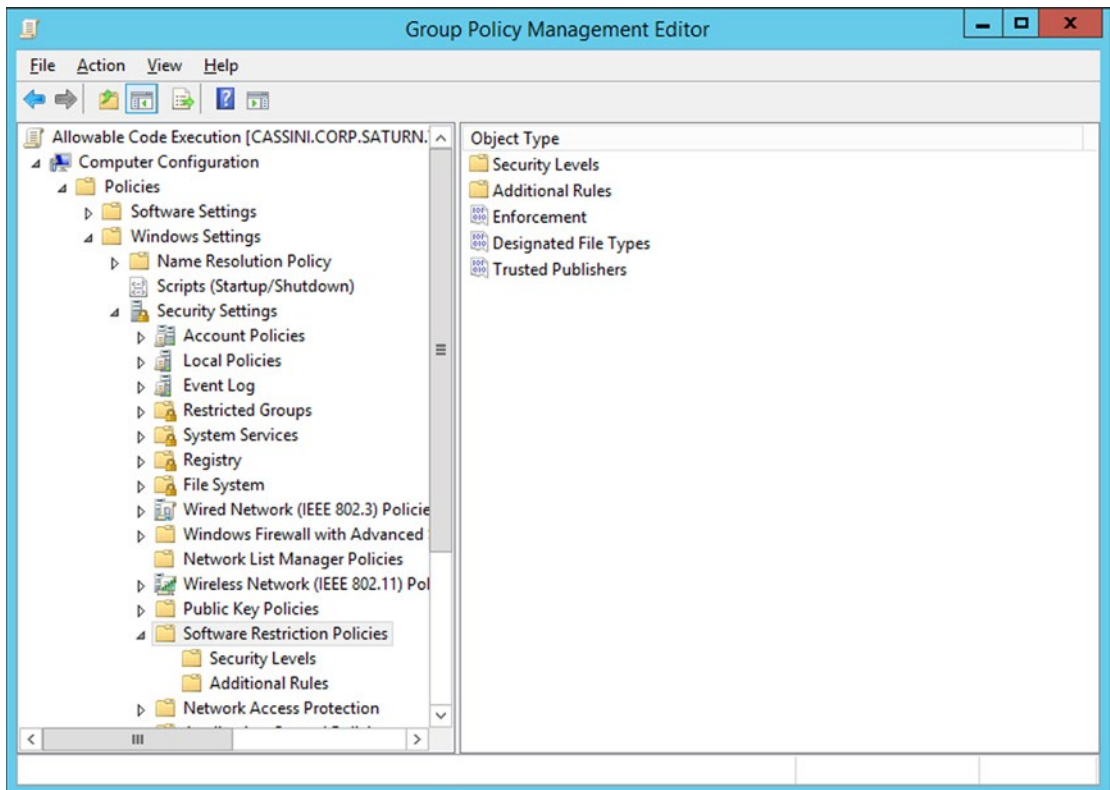 Group Policy Management Editor
File Action View Help
Allowable Code Execution [CASSINI.CORP.SATURN.
Computer Configuration
Policies
Software Settings
Windows Settings
Name Resolution Policy
Scripts (Startup/Shutdown)
Security Settings
Account Policies
Local Policies
Event Log
Restricted Groups
System Services
Registry
File System
Wired Network (IEEE 802.3) Policie
Windows Firewall with Advanced
Network List Manager Policies
Wireless Network (IEEE 802.11) Pol
Public Key Policies
Software Restriction Policies
Security Levels
Additional Rules
Network Access Protection
Object Type
Security Levels
Additional Rules
Enforcement
Designated File Types
Trusted Publishers